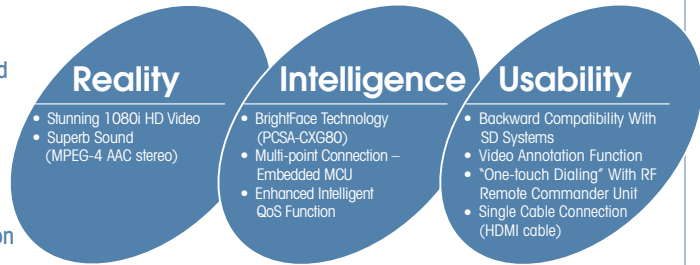 Reality
• Stunning 1080i HD Video
• Superb Sound
(MPEG-4 AAC stereo)
Intelligence
• BrightFace Technology
(PCSA-CXG80)
• Multi-point Connection –
Embedded MCU
• Enhanced Intelligent
QoS Function
Usability
• Backward Compatibility With
SD Systems
• Video Annotation Function
• "One-touch Dialing" With RF
Remote Commander Unit
• Single Cable Connection
(HDMI cable)